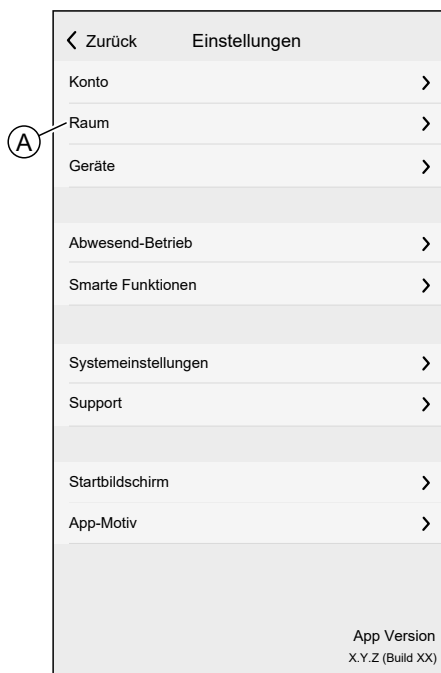 Zurück Einstellungen
Konto
A
Raum
Geräte
Abwesend-Betrieb
Smarte Funktionen
Systemeinstellungen
Support
Startbildschirm
App-Motiv
App Version
X.Y.Z (Build XX)